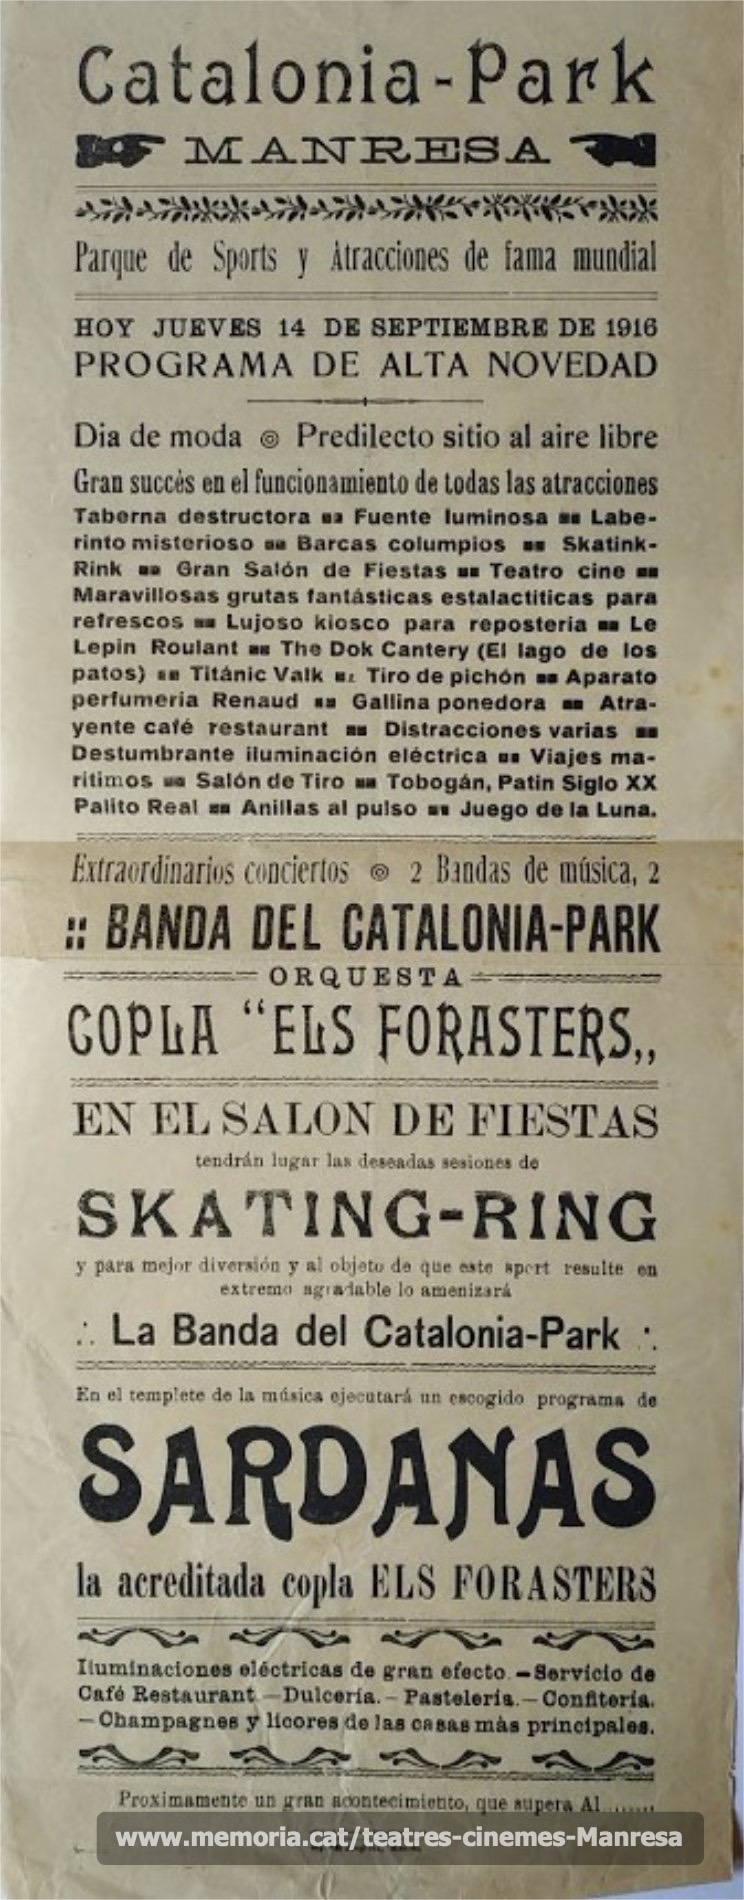 Catalonia-Park
MANRESA
Parque de Sports y Atracciones de fama mundial
HOY JUEVES 14 DE SEPTIEMBRE DE 1916
PROGRAMA DE ALTA NOVEDAD
Dia de moda ◎ Predilecto sitio al aire libre
Gran succés en el funcionamiento de todas las atracciones
Taberna destructora ▪▪ Fuente luminosa ▪▪ Labe-
rinto misterioso ▪▪ Barcas columpios ▪▪ Skatink-
Rink ▪▪ Gran Salón de Fiestas ▪▪ Teatro cine ▪▪
Maravillosas grutas fantásticas estalactíticas para
refrescos ▪▪ Lujoso kiosco para reposteria ▪▪ Le
Lepin Roulant ▪▪ The Dok Cantery (El lago de los
patos) ▪▪ Titánic Valk ▪▪ Tiro de pichón ▪▪ Aparato
perfumeria Renaud ▪▪ Gallina ponedora ▪▪ Atra-
yente café restaurant ▪▪ Distracciones varias ▪▪
Destumbrante iluminación eléctrica ▪▪ Viajes ma-
ritimos ▪▪ Salón de Tiro ▪▪ Tobogán, Patin Siglo XX
Palito Real ▪▪ Anillas al pulso ▪▪ Juego de la Luna.
Extraordinarios conciertos ◎ 2 Bandas de música, 2
:: BANDA DEL CATALONIA-PARK
ORQUESTA
COPLA "ELS FORASTERS„
EN EL SALON DE FIESTAS
tendrán lugar las deseadas sesiones de
SKATING-RING
y para mejor diversión y al objeto de que este sport resulte en
extremo agradable lo amenizará
∴ La Banda del Catalonia-Park ∴
En el templete de la música ejecutará un escogido programa de
SARDANAS
la acreditada copla ELS FORASTERS
Iluminaciones eléctricas de gran efecto.—Servicio de
Café Restaurant—Dulcería.—Pastelería.—Confitería.
—Champagnes y licores de las casas más principales.
Proximamente un gran acontecimiento, que supera Al........
www.memoria.cat/teatres-cinemes-Manresa